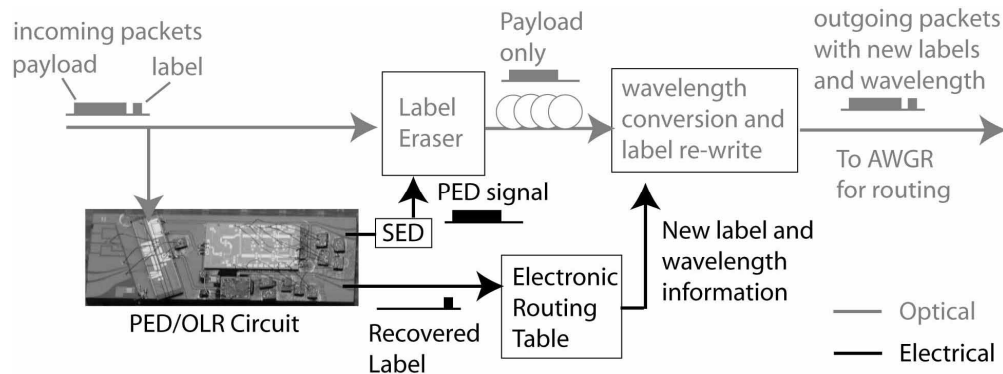 incoming packets
payload
label
Label
Eraser
Payload
only
wavelength
conversion and
label re-write
outgoing packets
with new labels
and wavelength
To AWGR
for routing
SED
PED signal
PED/OLR Circuit
Recovered
Label
Electronic
Routing
Table
New label and
wavelength
information
Optical
Electrical